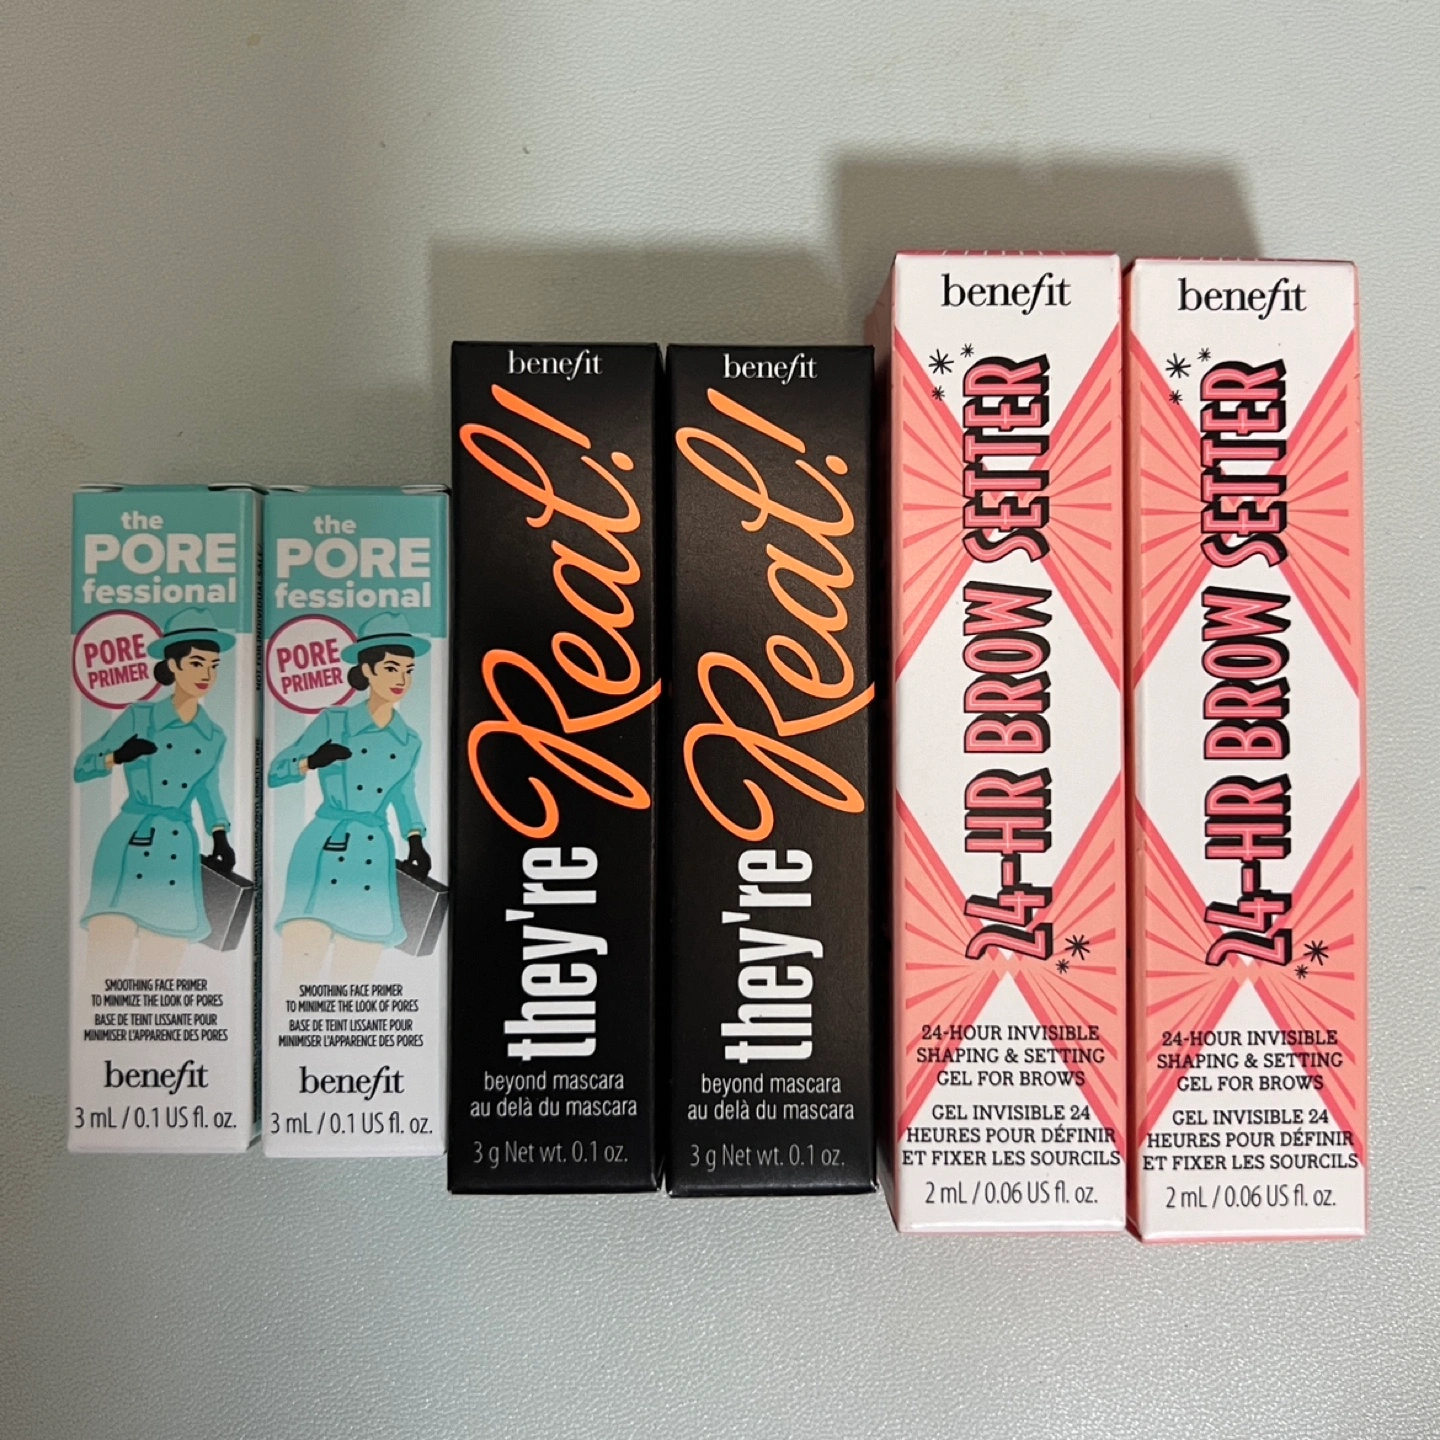 the
PORE
fessional
PORE
PRIMER
SMOOTHING FACE PRIMER
TO MINIMIZE THE LOOK OF PORES
BASE DE TEINT LISSANTE POUR
MINIMISER L'APPARENCE DES PORES
benefit
3 mL / 0.1 US fl. oz.
NOT FOR INDIVIDUAL SALE
the
PORE
fessional
PORE
PRIMER
SMOOTHING FACE PRIMER
TO MINIMIZE THE LOOK OF PORES
BASE DE TEINT LISSANTE POUR
MINIMISER L'APPARENCE DES PORES
benefit
3 mL / 0.1 US fl. oz.
benefit
they're Real!
beyond mascara
au delà du mascara
3 g Net wt. 0.1 oz.
benefit
they're Real!
beyond mascara
au delà du mascara
3 g Net wt. 0.1 oz.
benefit
24-HR BROW SETTER
24-HOUR INVISIBLE
SHAPING & SETTING
GEL FOR BROWS
GEL INVISIBLE 24
HEURES POUR DÉFINIR
ET FIXER LES SOURCILS
2 mL / 0.06 US fl. oz.
benefit
24-HR BROW SETTER
24-HOUR INVISIBLE
SHAPING & SETTING
GEL FOR BROWS
GEL INVISIBLE 24
HEURES POUR DÉFINIR
ET FIXER LES SOURCILS
2 mL / 0.06 US fl. oz.